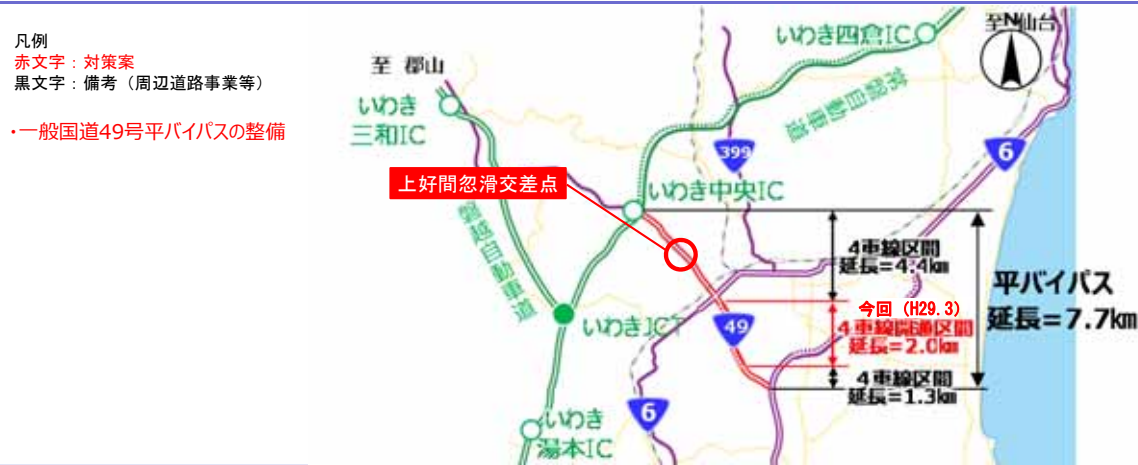 凡例
赤文字：対策案
黒文字：備考（周辺道路事業等）
・一般国道49号平バイパスの整備
至 仙台
N
いわき四倉IC
至 郡山
いわき
三和IC
常磐自動車道
399
6
上好間忽滑交差点
いわき中央IC
磐越自動車道
4車線区間
延長=4.4km
平バイパス
延長=7.7km
今回（H29.3）
4車線開通区間
延長=2.0km
いわきJCT
49
4車線区間
延長=1.3km
6
いわき
湯本IC